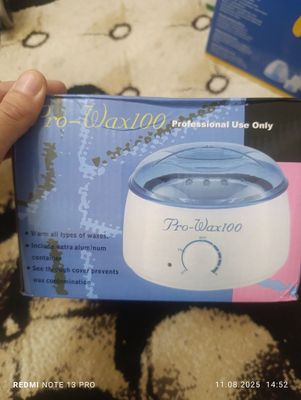 Pro-Wax100 Professional Use Only
Pro-Wax100
Warm all types of waxes.
Include extra aluminum
container
See through cover prevents
wax contamination
REDMI NOTE 13 PRO
11.08.2025 14:52